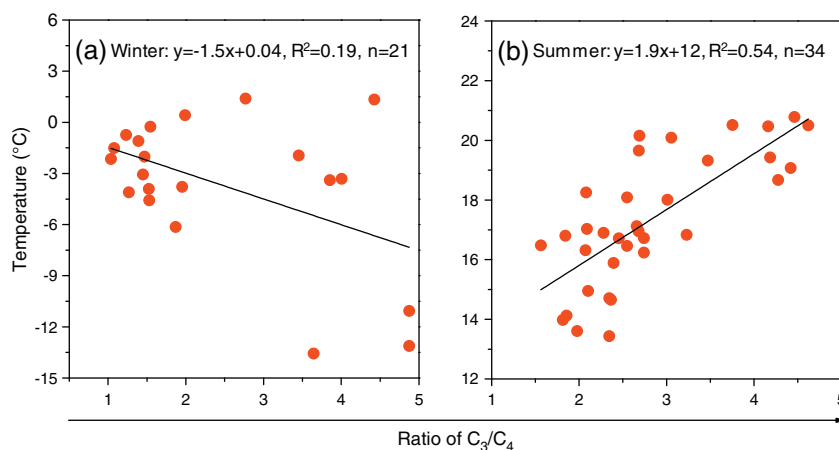 (a) Winter: y=-1.5x+0.04, R²=0.19, n=21
(b) Summer: y=1.9x+12, R²=0.54, n=34
Temperature (°C)
6
3
0
-3
-6
-9
-12
-15
1 2 3 4 5
24
22
20
18
16
14
12
1 2 3 4 5
Ratio of C₃/C₄